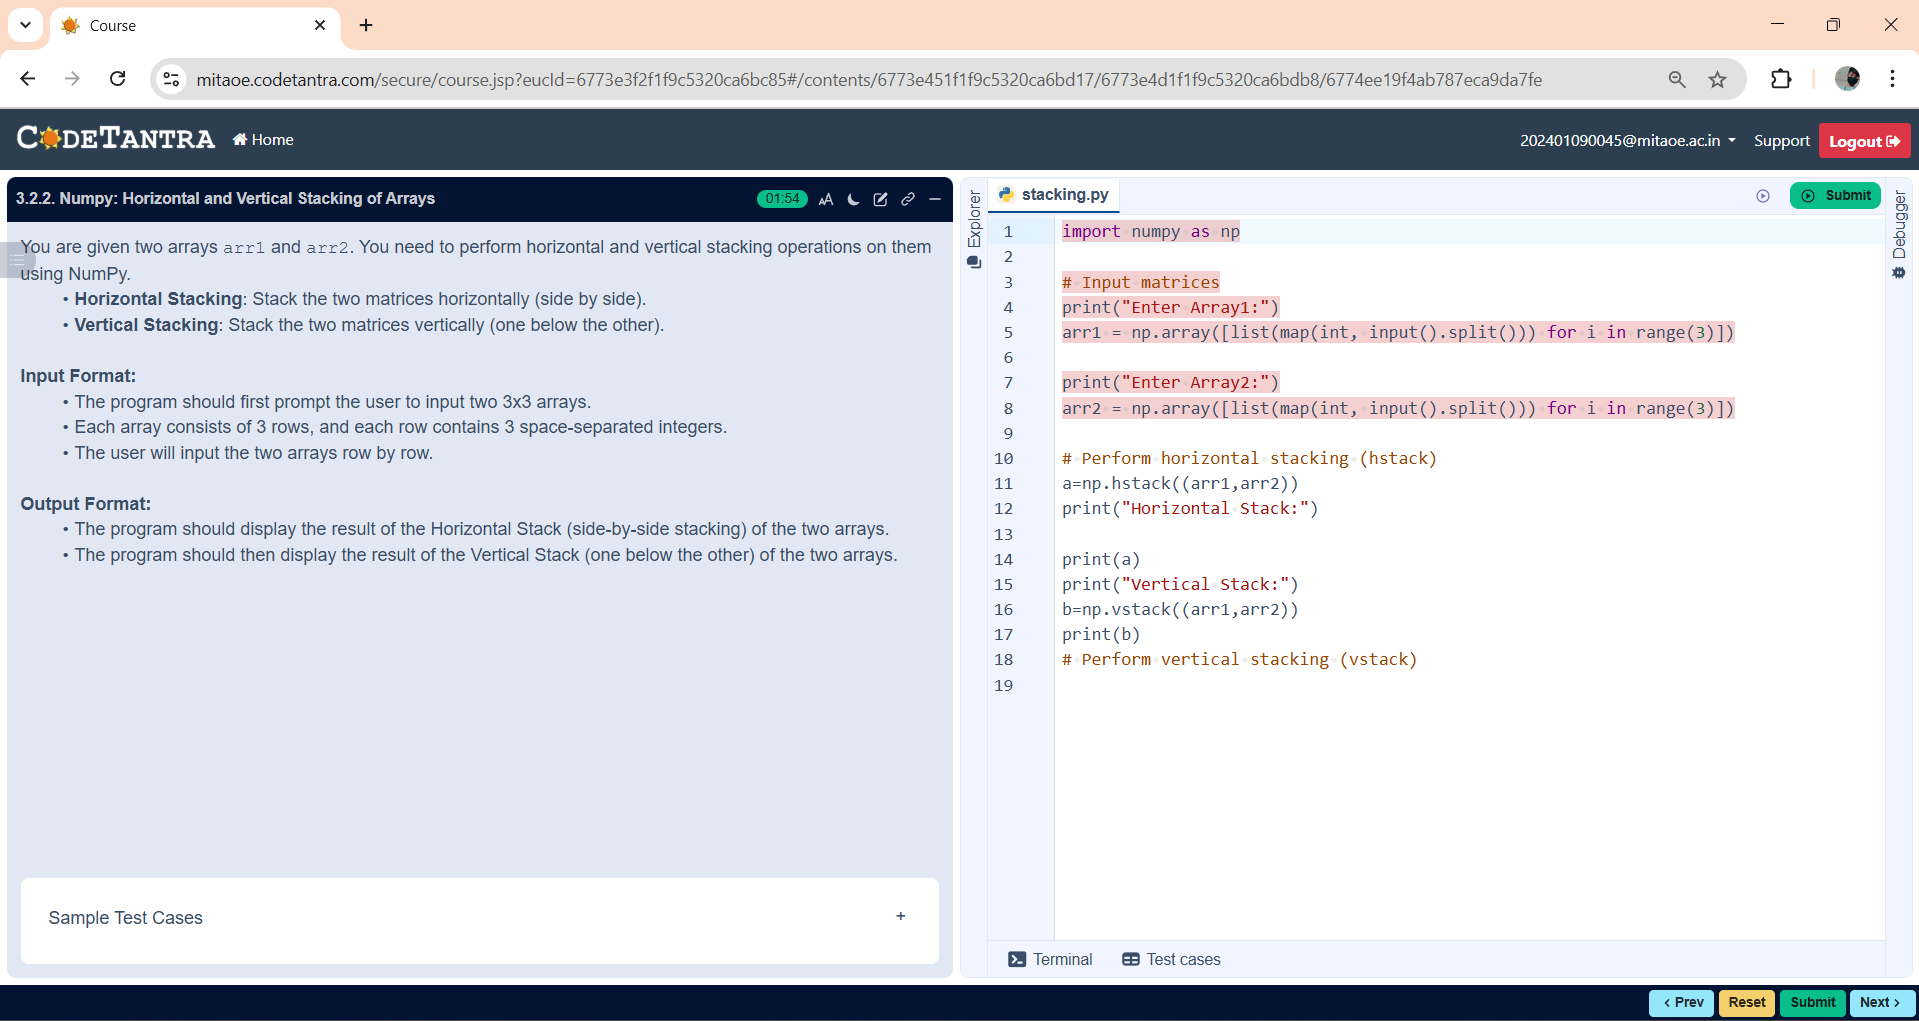 Course
mitaoe.codetantra.com/secure/course.jsp?eucId=6773e3f2f1f9c5320ca6bc85#/contents/6773e451f1f9c5320ca6bd17/6773e4d1f1f9c5320ca6bdb8/6774ee19f4ab787eca9da7fe
CODETANTRA Home 202401090045@mitaoe.ac.in Support Logout
3.2.2. Numpy: Horizontal and Vertical Stacking of Arrays 01:54 AA
You are given two arrays arr1 and arr2. You need to perform horizontal and vertical stacking operations on them
using NumPy.
• Horizontal Stacking: Stack the two matrices horizontally (side by side).
• Vertical Stacking: Stack the two matrices vertically (one below the other).
Input Format:
• The program should first prompt the user to input two 3x3 arrays.
• Each array consists of 3 rows, and each row contains 3 space-separated integers.
• The user will input the two arrays row by row.
Output Format:
• The program should display the result of the Horizontal Stack (side-by-side stacking) of the two arrays.
• The program should then display the result of the Vertical Stack (one below the other) of the two arrays.
Sample Test Cases +
Explorer
stacking.py Submit
Debugger
1 import numpy as np
2
3 # Input matrices
4 print("Enter Array1:")
5 arr1 = np.array([list(map(int, input().split())) for i in range(3)])
6
7 print("Enter Array2:")
8 arr2 = np.array([list(map(int, input().split())) for i in range(3)])
9
10 # Perform horizontal stacking (hstack)
11 a=np.hstack((arr1,arr2))
12 print("Horizontal Stack:")
13
14 print(a)
15 print("Vertical Stack:")
16 b=np.vstack((arr1,arr2))
17 print(b)
18 # Perform vertical stacking (vstack)
19
Terminal Test cases
< Prev Reset Submit Next >